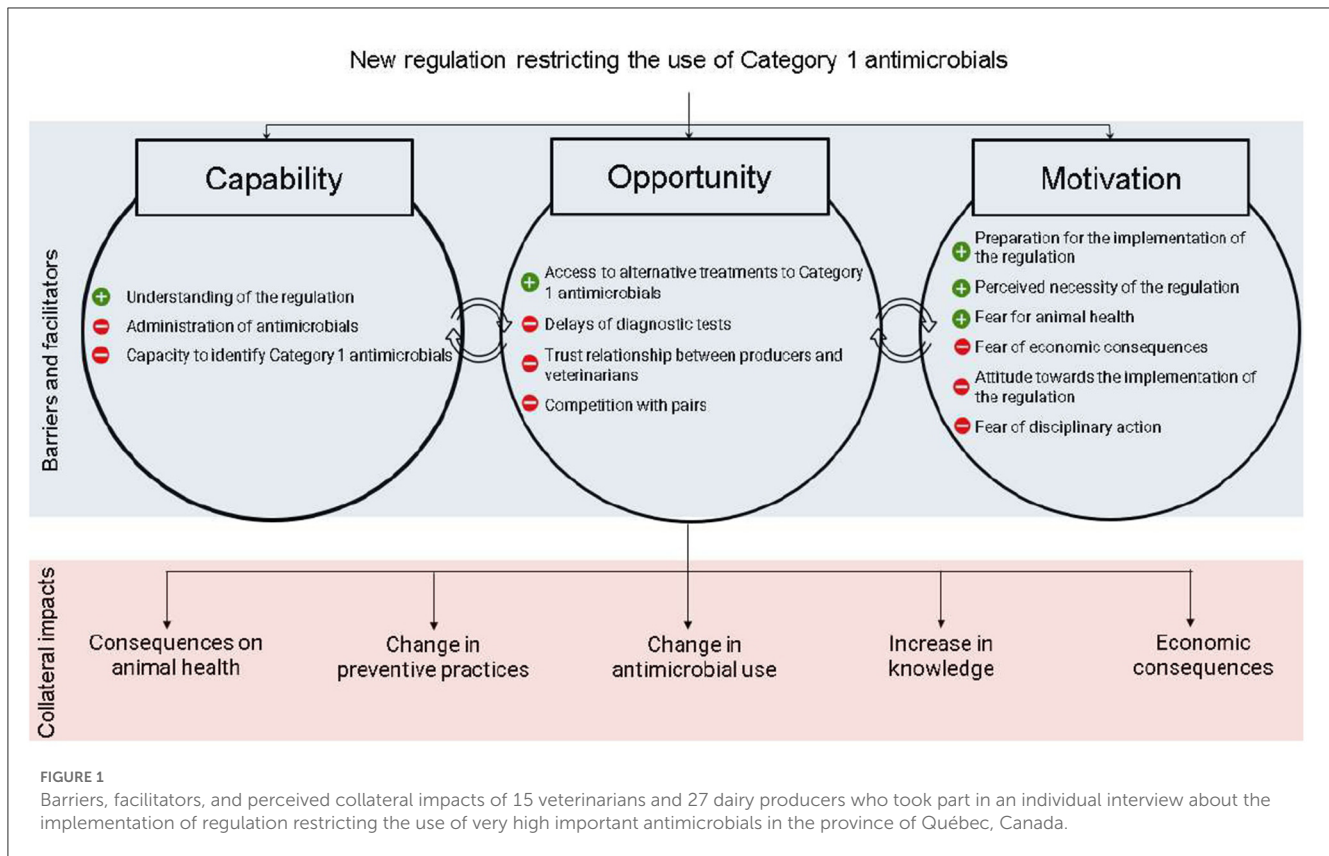 New regulation restricting the use of Category 1 antimicrobials
Barriers and facilitators
Capability
Understanding of the regulation
Administration of antimicrobials
Capacity to identify Category 1 antimicrobials
Opportunity
Access to alternative treatments to Category
1 antimicrobials
Delays of diagnostic tests
Trust relationship between producers and
veterinarians
Competition with pairs
Motivation
Preparation for the implementation of
the regulation
Perceived necessity of the regulation
Fear for animal health
Fear of economic consequences
Attitude towards the implementation of
the regulation
Fear of disciplinary action
Collateral impacts
Consequences on
animal health
Change in
preventive practices
Change in
antimicrobial use
Increase in
knowledge
Economic
consequences
FIGURE 1
Barriers, facilitators, and perceived collateral impacts of 15 veterinarians and 27 dairy producers who took part in an individual interview about the
implementation of regulation restricting the use of very high important antimicrobials in the province of Québec, Canada.